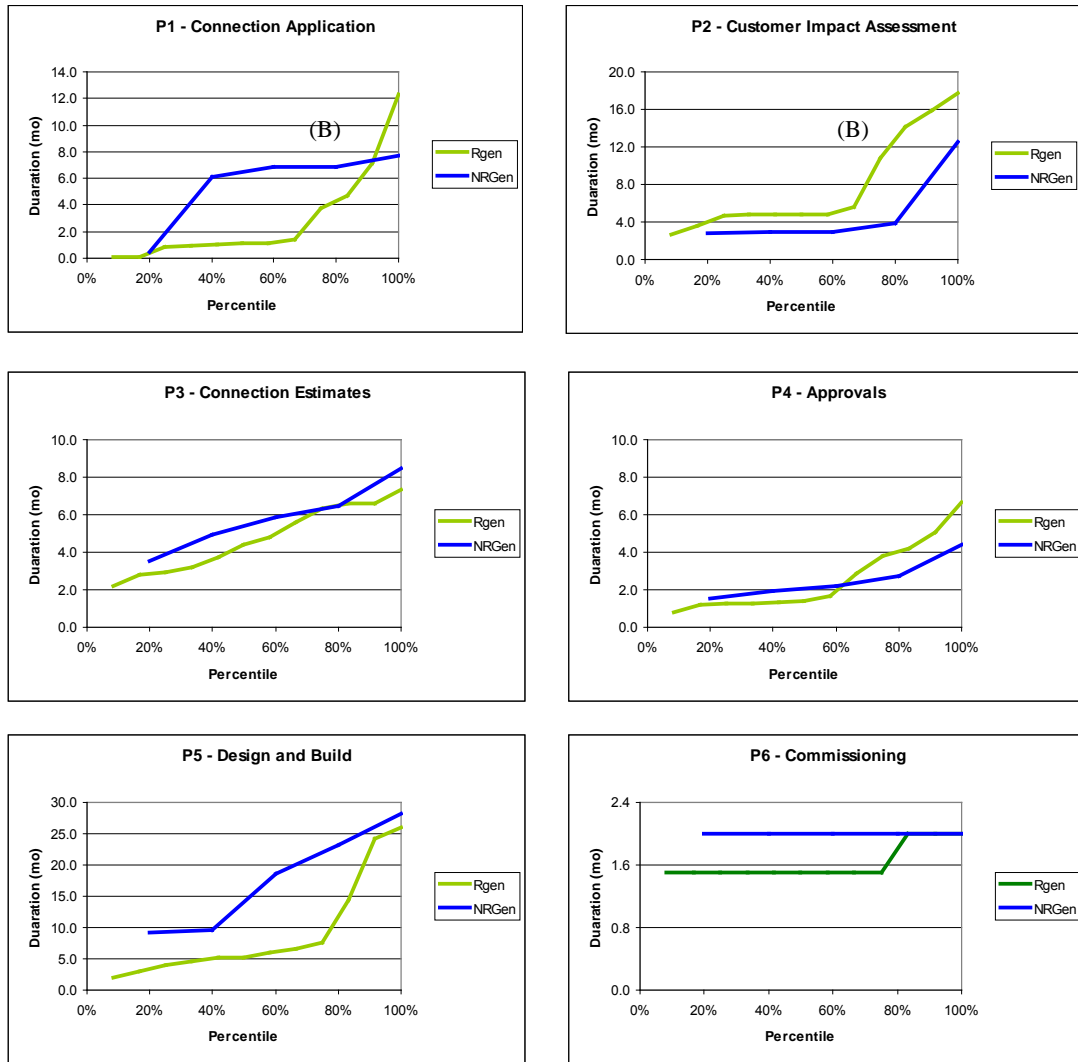 P1 - Connection Application
14.0
12.0
10.0
8.0
6.0
4.0
2.0
0.0
Duaration (mo)
(B)
0% 20% 40% 60% 80% 100%
Percentile
Rgen
NRGen
P2 - Customer Impact Assessment
20.0
16.0
12.0
8.0
4.0
0.0
Duaration (mo)
(B)
0% 20% 40% 60% 80% 100%
Percentile
Rgen
NRGen
P3 - Connection Estimates
10.0
8.0
6.0
4.0
2.0
0.0
Duaration (mo)
0% 20% 40% 60% 80% 100%
Percentile
Rgen
NRGen
P4 - Approvals
10.0
8.0
6.0
4.0
2.0
0.0
Duaration (mo)
0% 20% 40% 60% 80% 100%
Percentile
Rgen
NRGen
P5 - Design and Build
30.0
25.0
20.0
15.0
10.0
5.0
0.0
Duaration (mo)
0% 20% 40% 60% 80% 100%
Percentile
Rgen
NRGen
P6 - Commissioning
2.4
1.6
0.8
0.0
Duaration (mo)
0% 20% 40% 60% 80% 100%
Percentile
Rgen
NRGen